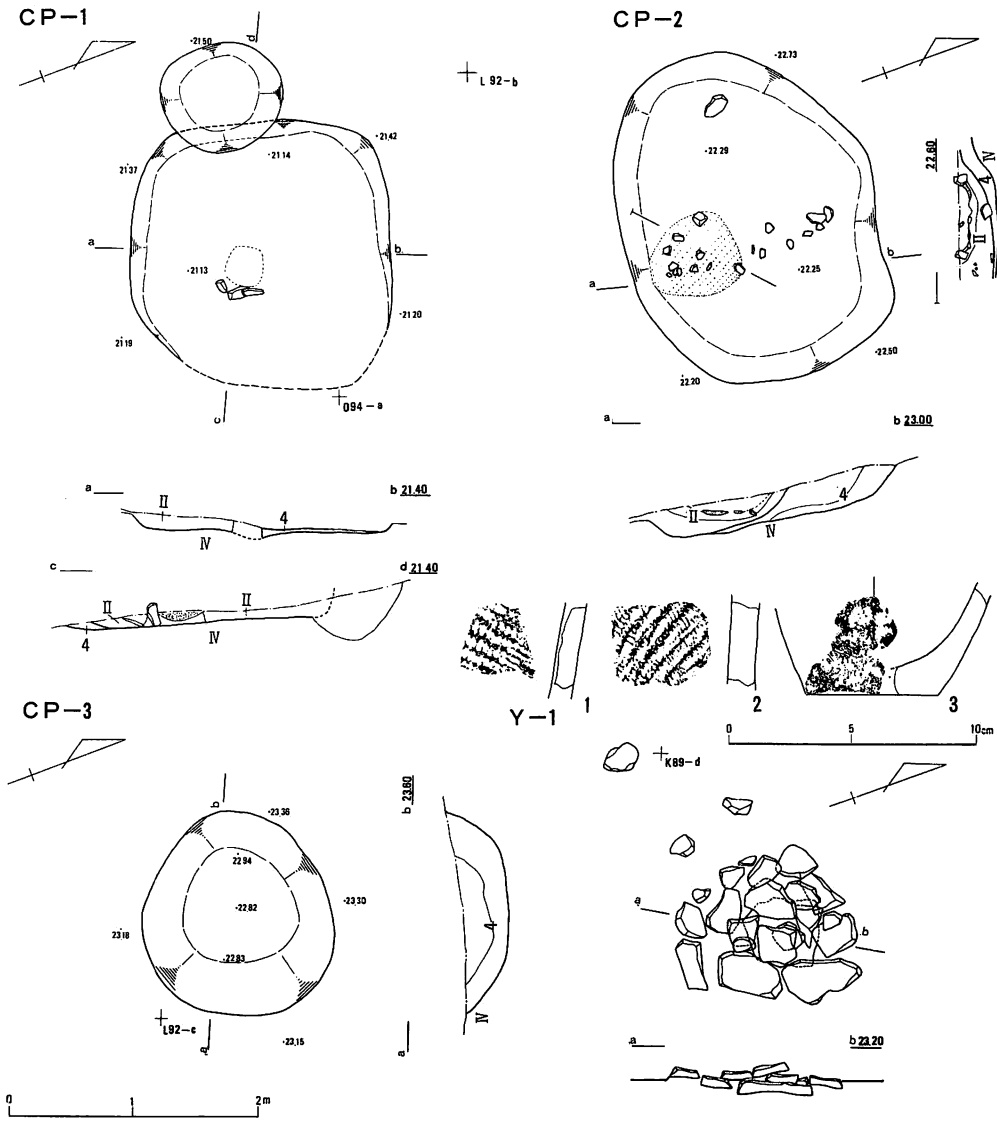 CP-1
d
·21.50
L 92-b
·21.42
·21.14
21.37
a
b
·21.13
·21.20
21.19
O94-a
c
a
b 21.40
II
4
IV
c
d 21.40
II
II
4
IV
CP-2
·22.73
·22.29
22.60
IV
4
II
b
·22.25
a
·22.50
22.20
a
b 23.00
4
II
IV
1
2
3
0 5 10cm
CP-3
b
·23.36
22.94
·22.82
·23.30
23.18
22.83
L92-c
a
·23.15
b 23.60
4
IV
a
0 1 2m
Y-1
K89-d
a
b
a
b 23.20